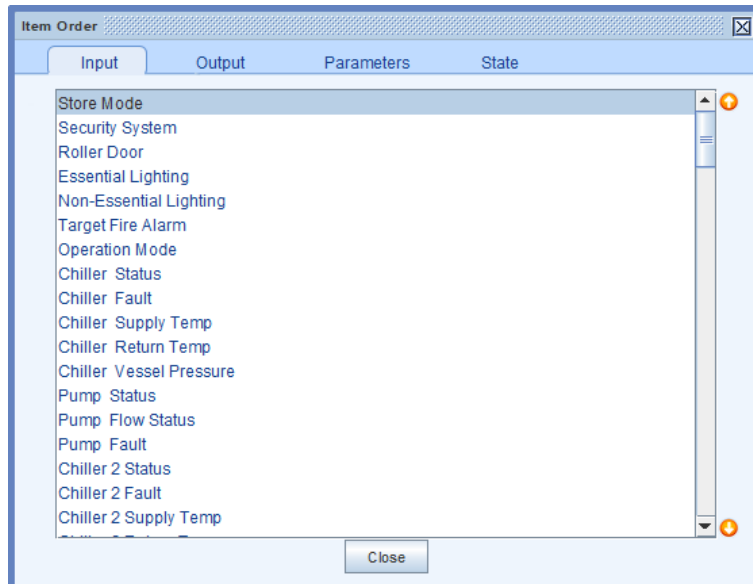 Item Order
Input Output Parameters State
Store Mode
Security System
Roller Door
Essential Lighting
Non-Essential Lighting
Target Fire Alarm
Operation Mode
Chiller Status
Chiller Fault
Chiller Supply Temp
Chiller Return Temp
Chiller Vessel Pressure
Pump Status
Pump Flow Status
Pump Fault
Chiller 2 Status
Chiller 2 Fault
Chiller 2 Supply Temp
Close